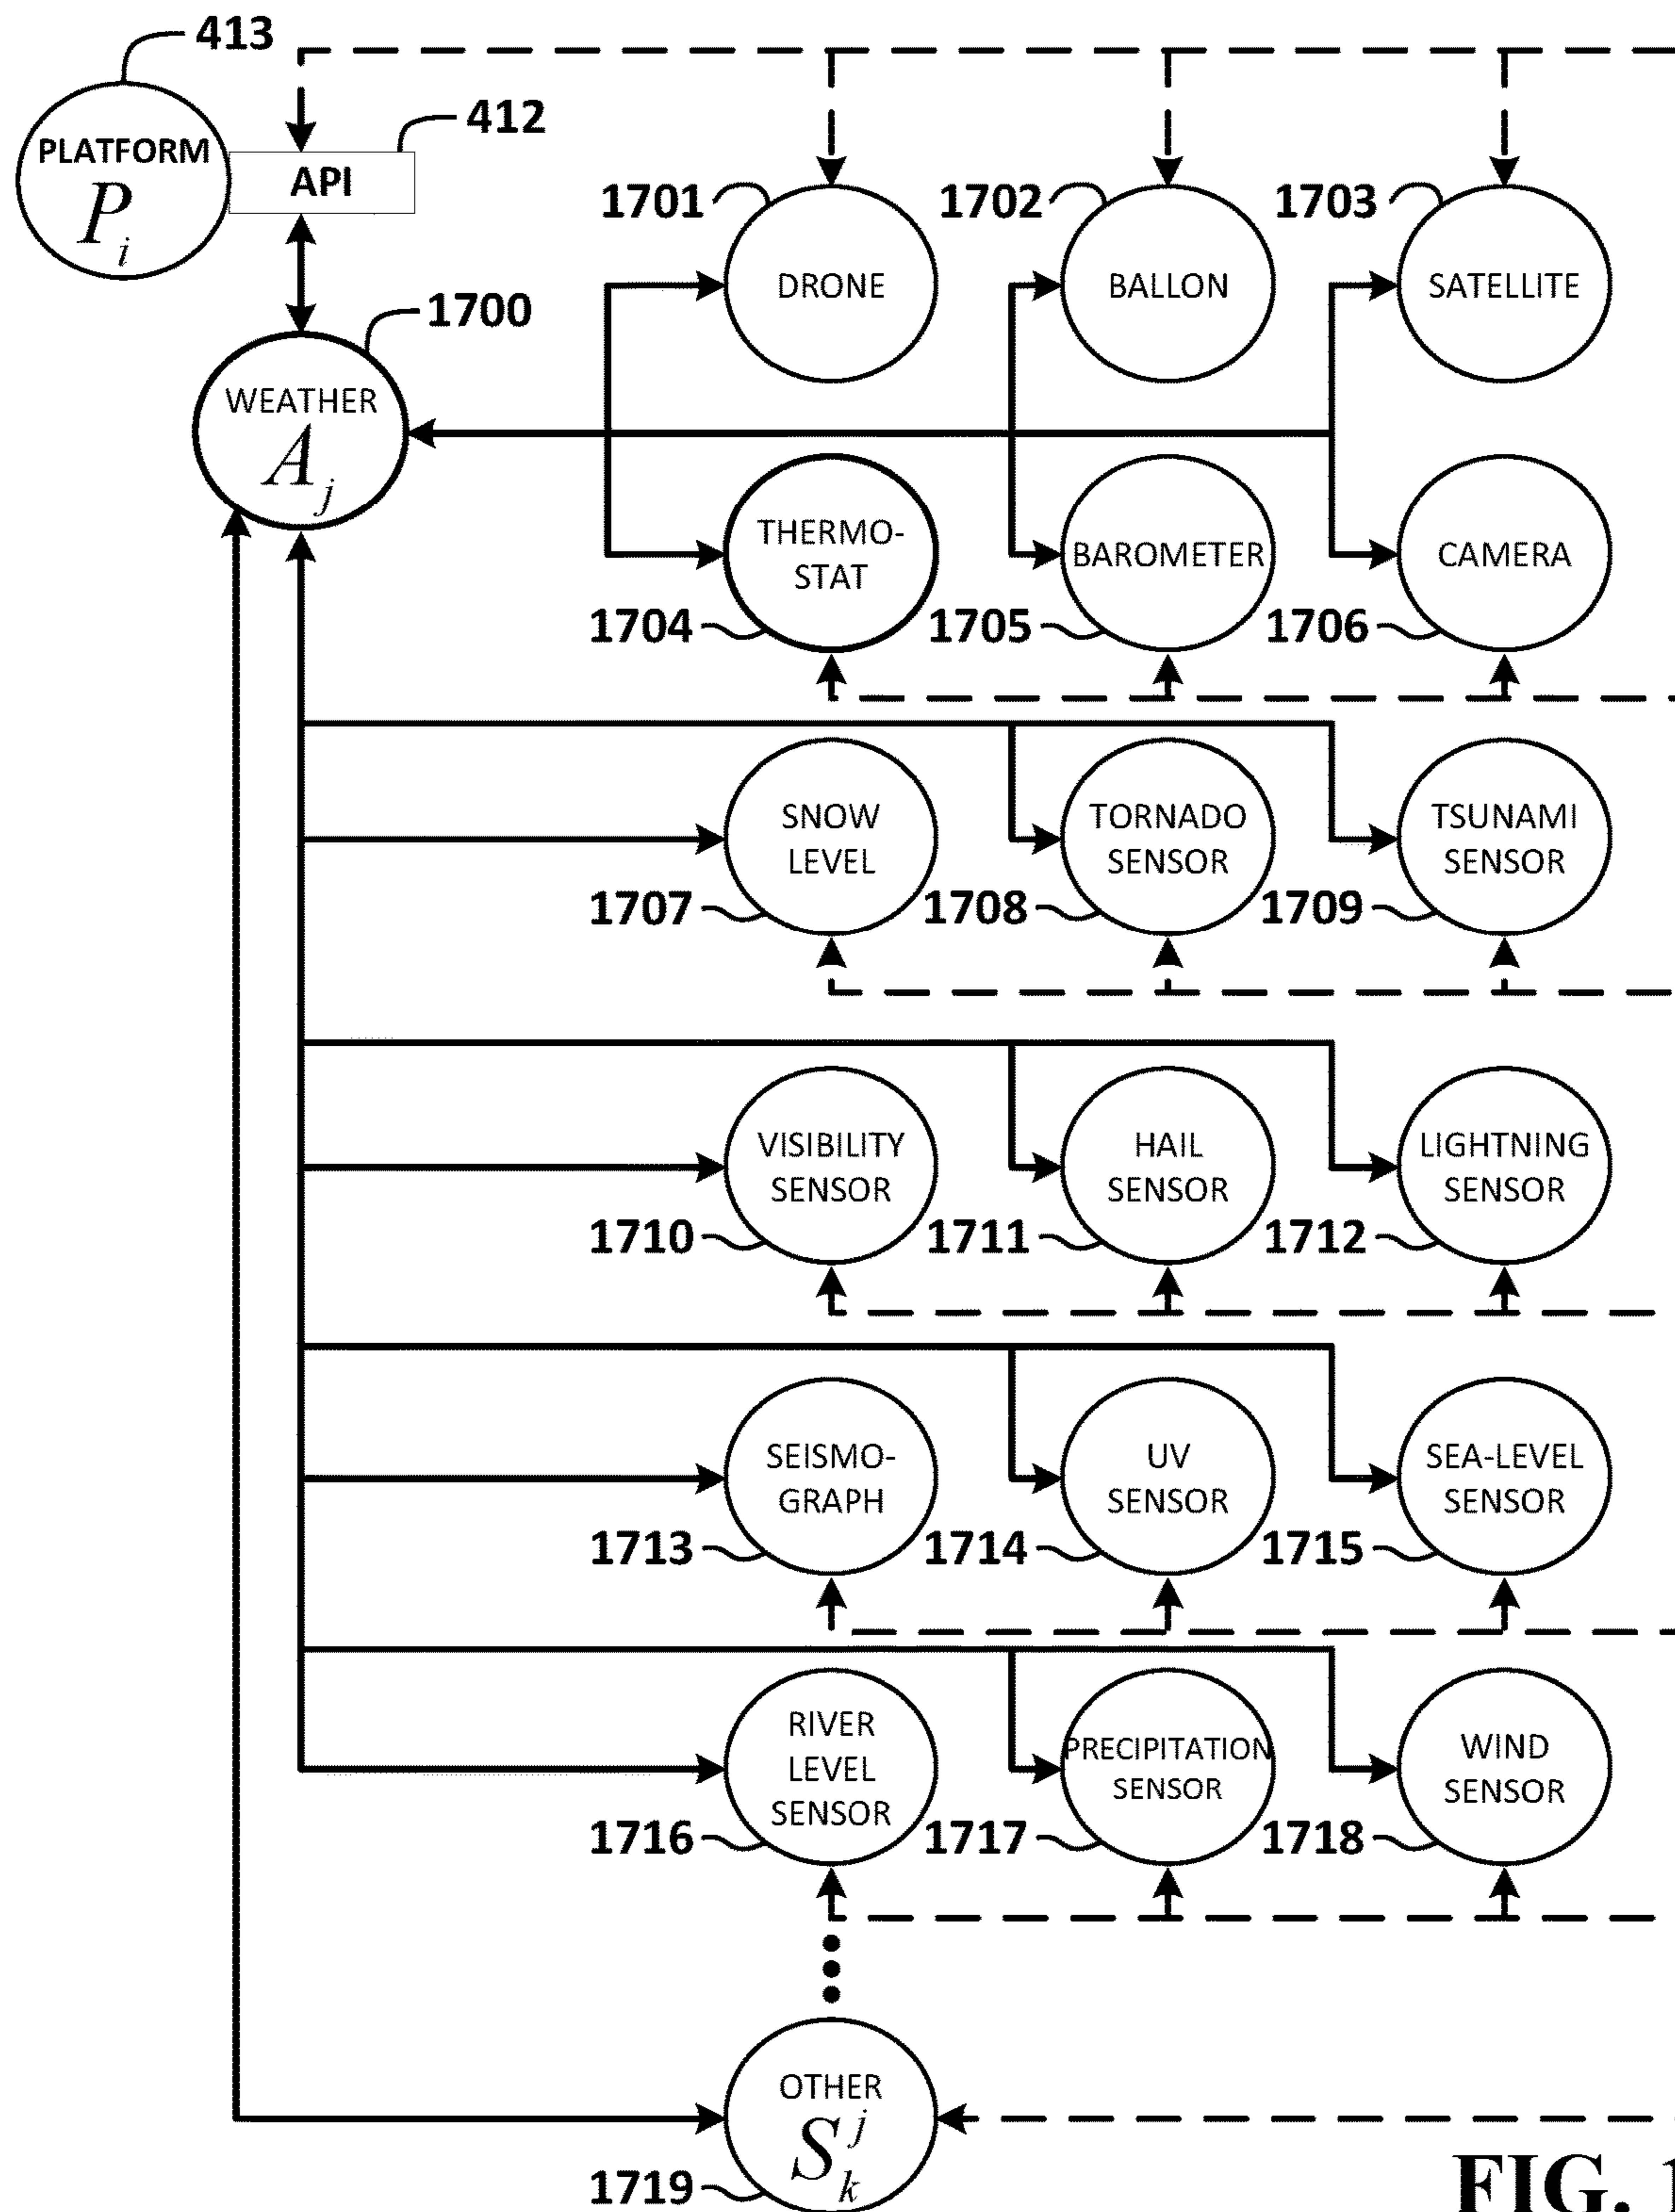 413
PLATFORM
P i
412
API
1700
WEATHER
A j
1701
1702
1703
DRONE
BALLON
SATELLITE
THERMO-
STAT
BAROMETER
CAMERA
1704
1705
1706
SNOW
LEVEL
TORNADO
SENSOR
TSUNAMI
SENSOR
1707
1708
1709
VISIBILITY
SENSOR
HAIL
SENSOR
LIGHTNING
SENSOR
1710
1711
1712
SEISMO-
GRAPH
UV
SENSOR
SEA-LEVEL
SENSOR
1713
1714
1715
RIVER
LEVEL
SENSOR
PRECIPITATION
SENSOR
WIND
SENSOR
1716
1717
1718
OTHER
S j k
1719
FIG.